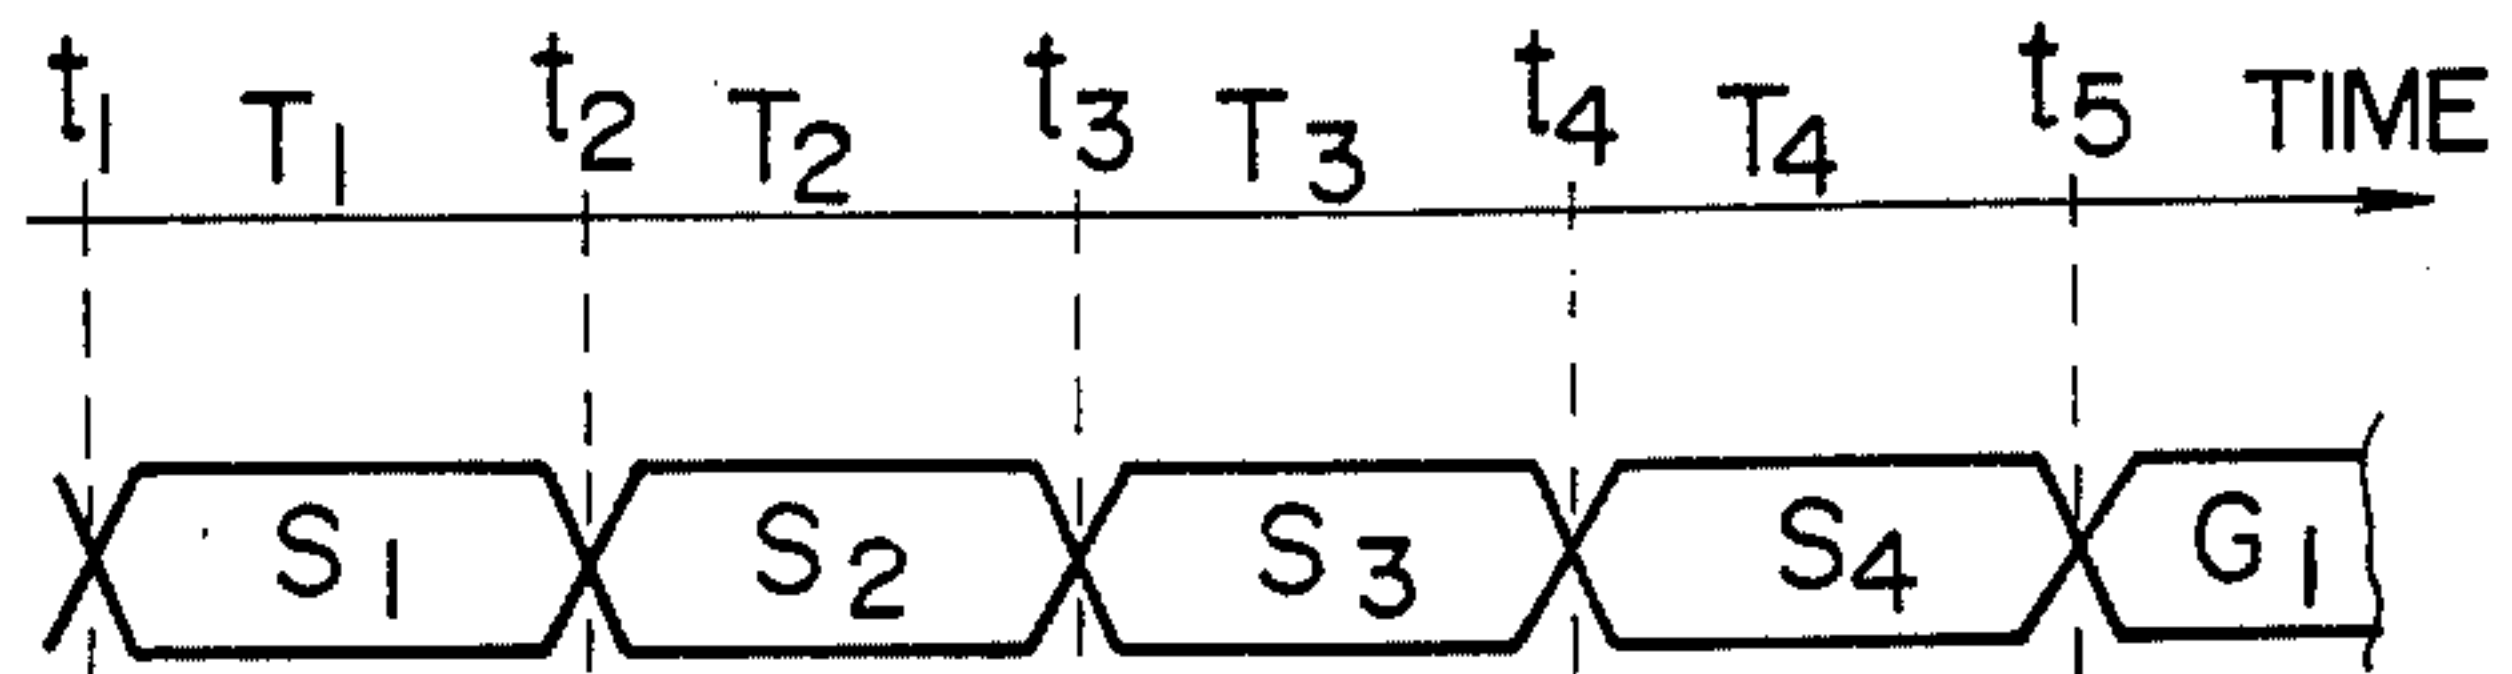 t1 T1 t2 T2 t3 T3 t4 T4 t5 TIME
S1 S2 S3 S4 G1